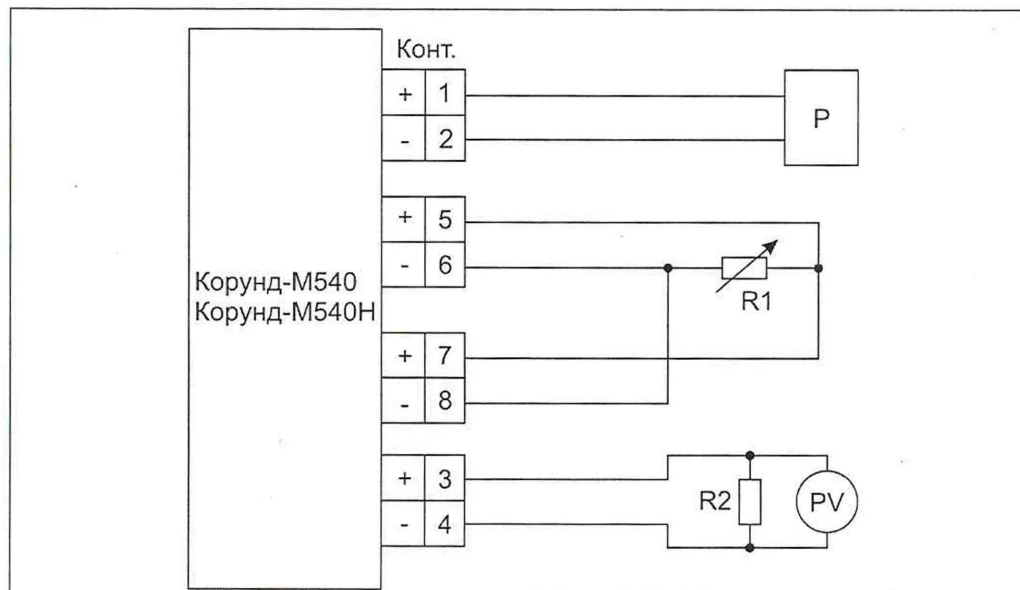 Конт.
+ 1
- 2
P
+ 5
- 6
R1
Корунд-М540
Корунд-М540Н
+ 7
- 8
+ 3
- 4
R2
PV